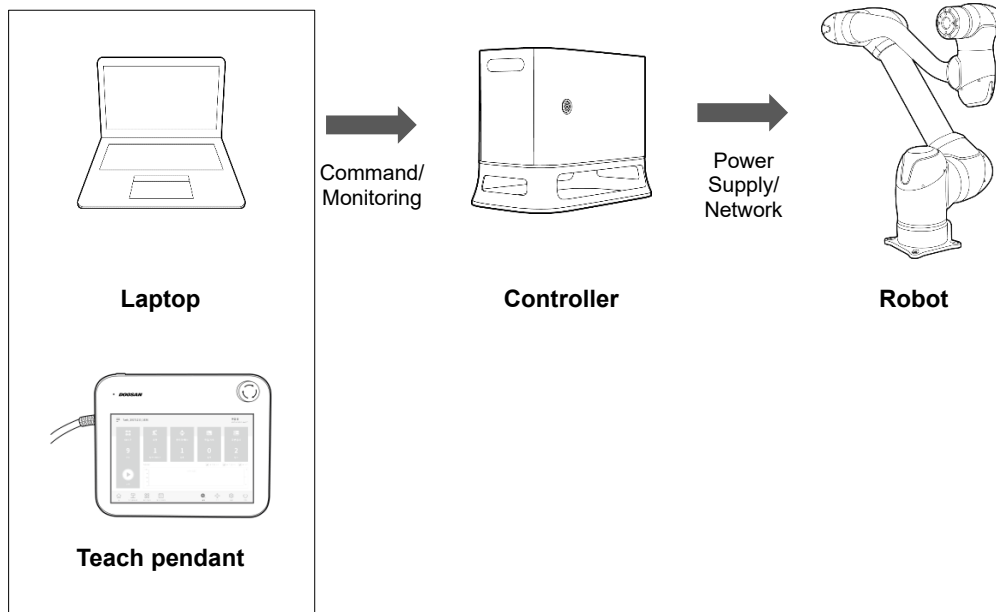 Command/
Monitoring
Power
Supply/
Network
Laptop
Controller
Robot
DOOSAN
Teach pendant